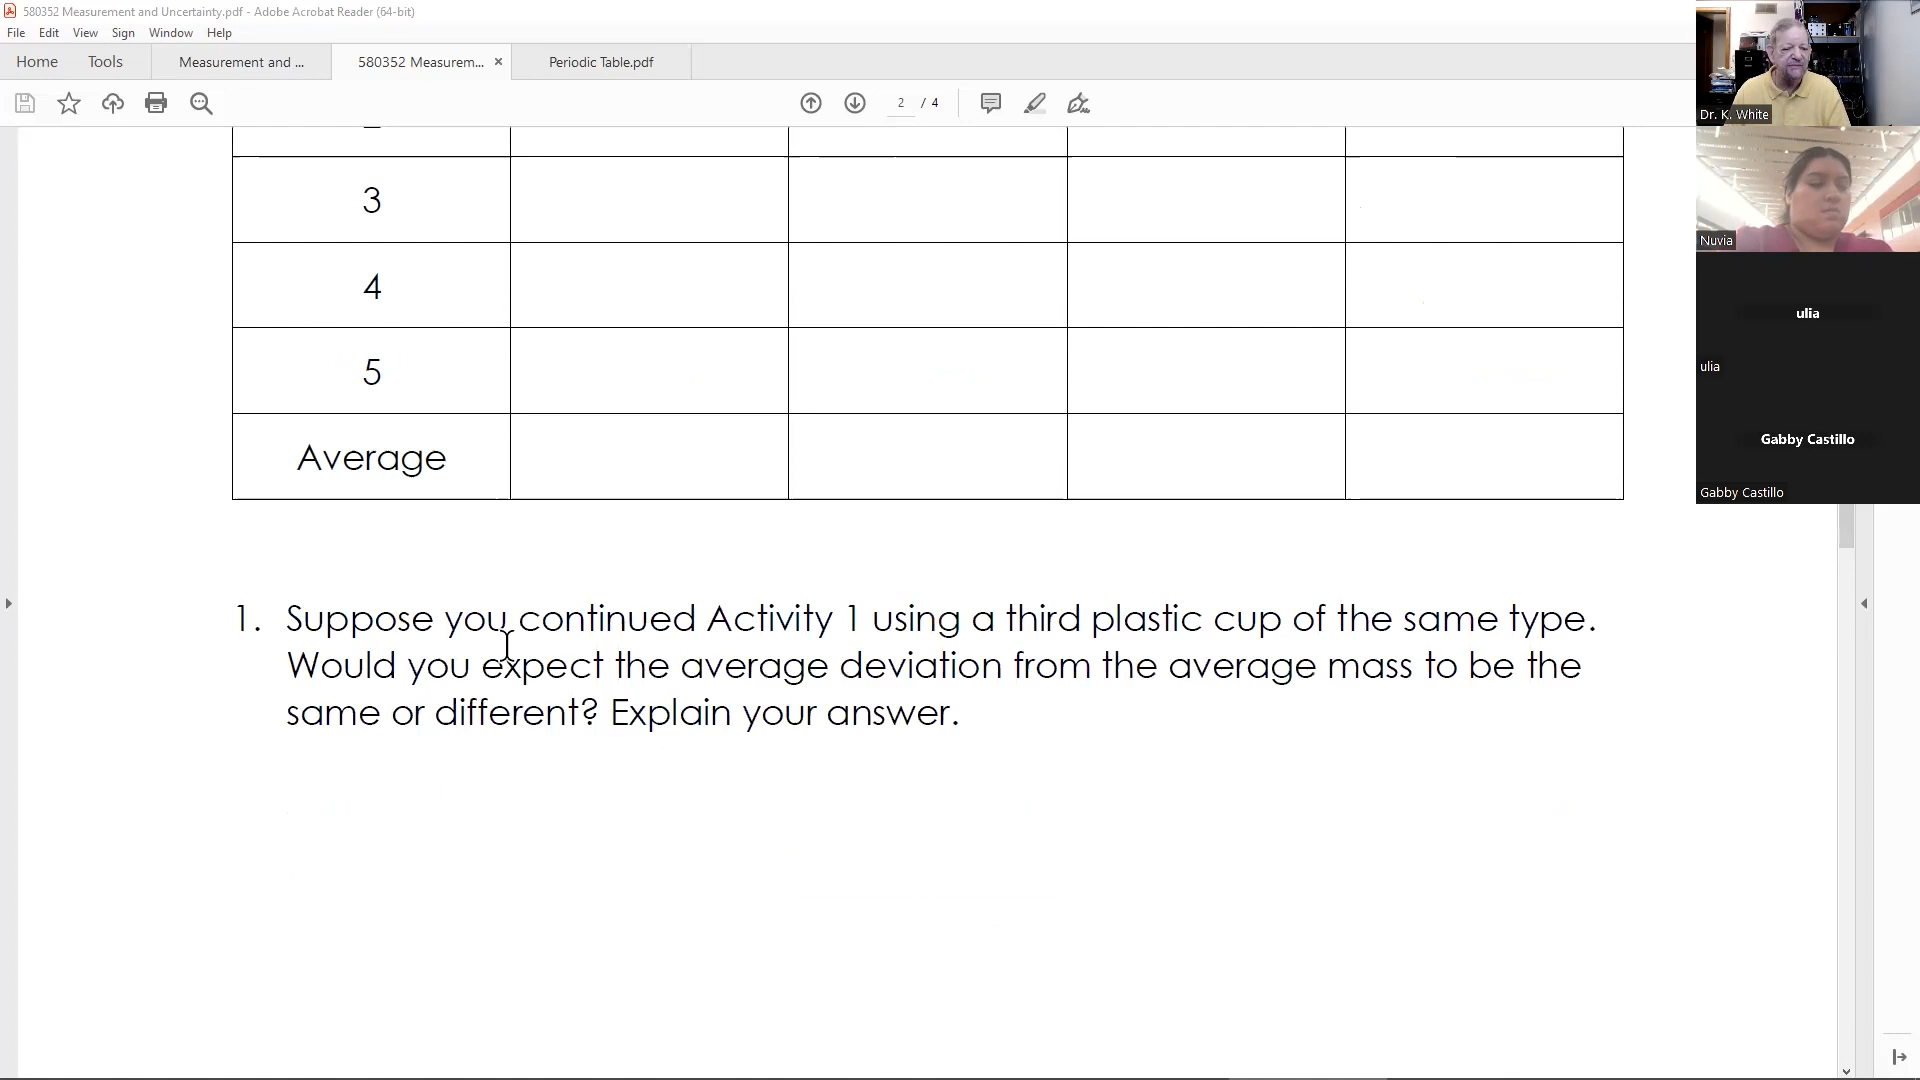 580352 Measurement and Uncertainty.pdf - Adobe Acrobat Reader (64-bit)
File Edit View Sign Window Help
Home Tools Measurement and ... 580352 Measurem... × Periodic Table.pdf
2 / 4
3
4
5
Average
1. Suppose you continued Activity 1 using a third plastic cup of the same type.
Would you expect the average deviation from the average mass to be the
same or different? Explain your answer.
Dr. K. White
Nuvia
ulia
ulia
Gabby Castillo
Gabby Castillo